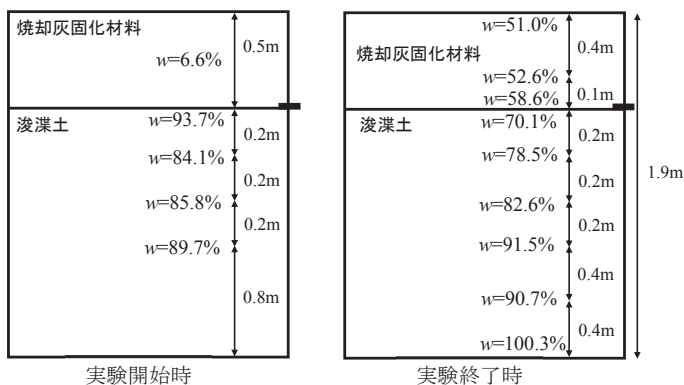 焼却灰固化材料
w=6.6%
0.5m
浚渫土
w=93.7%
0.2m
w=84.1%
0.2m
w=85.8%
0.2m
w=89.7%
0.8m
実験開始時
w=51.0%
0.4m
焼却灰固化材料
w=52.6%
0.1m
w=58.6%
浚渫土
w=70.1%
0.2m
w=78.5%
0.2m
w=82.6%
0.2m
w=91.5%
0.4m
w=90.7%
0.4m
w=100.3%
1.9m
実験終了時